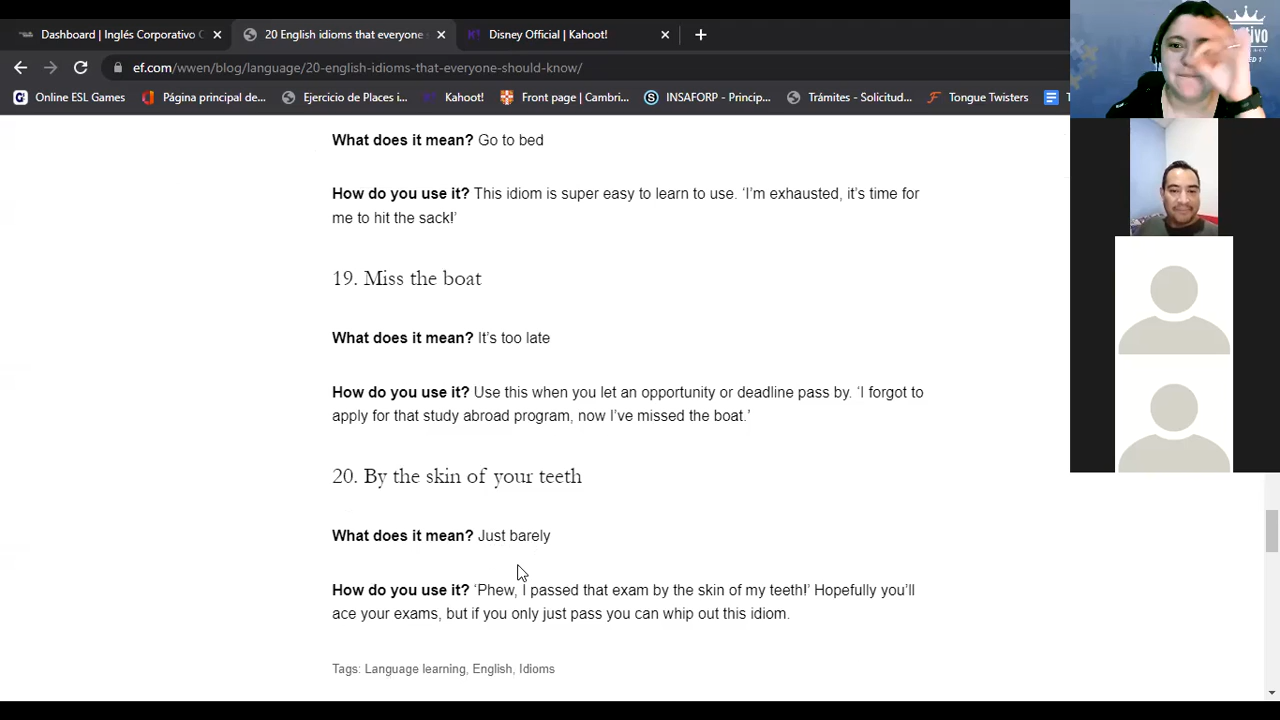 Dashboard | Inglés Corporativo
20 English idioms that everyone
Disney Official | Kahoot!
ef.com/wwen/blog/language/20-english-idioms-that-everyone-should-know/
Online ESL Games
Página principal de...
Ejercicio de Places i...
Kahoot!
Front page | Cambri...
INSAFORP - Princip...
Trámites - Solicitud...
Tongue Twisters
What does it mean? Go to bed
How do you use it? This idiom is super easy to learn to use. ‘I’m exhausted, it’s time for
me to hit the sack!’
19. Miss the boat
What does it mean? It’s too late
How do you use it? Use this when you let an opportunity or deadline pass by. ‘I forgot to
apply for that study abroad program, now I’ve missed the boat.’
20. By the skin of your teeth
What does it mean? Just barely
How do you use it? ‘Phew, I passed that exam by the skin of my teeth!’ Hopefully you’ll
ace your exams, but if you only just pass you can whip out this idiom.
Tags: Language learning, English, Idioms